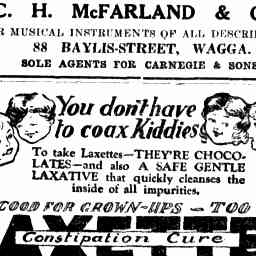 C. H. McFARLAND &
MUSICAL INSTRUMENTS OF ALL
88 BAYLIS-STREET, WAGGA.
SOLE AGENTS FOR CARNEGIE & SONS
You don't have
to coax Kiddies
To take Laxettes—THEY'RE CHOCO-
LATES—and also A SAFE GENTLE
LAXATIVE that quickly cleanses the
inside of all impurities.
GOOD FOR GROWN-UPS - TOO
LAXETTES
Constipation Cure